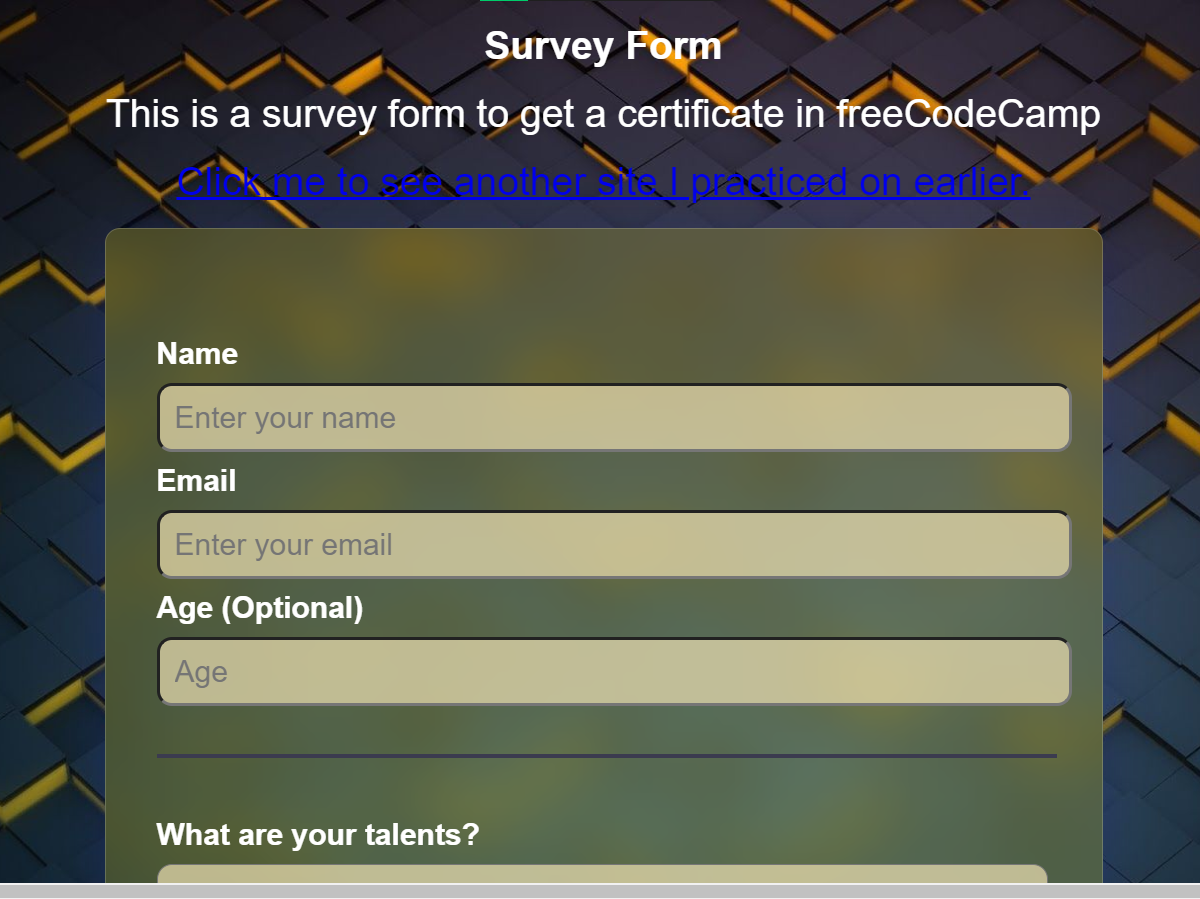 Survey Form
This is a survey form to get a certificate in freeCodeCamp
Click me to see another site I practiced on earlier.
Name
Enter your name
Email
Enter your email
Age (Optional)
Age
What are your talents?